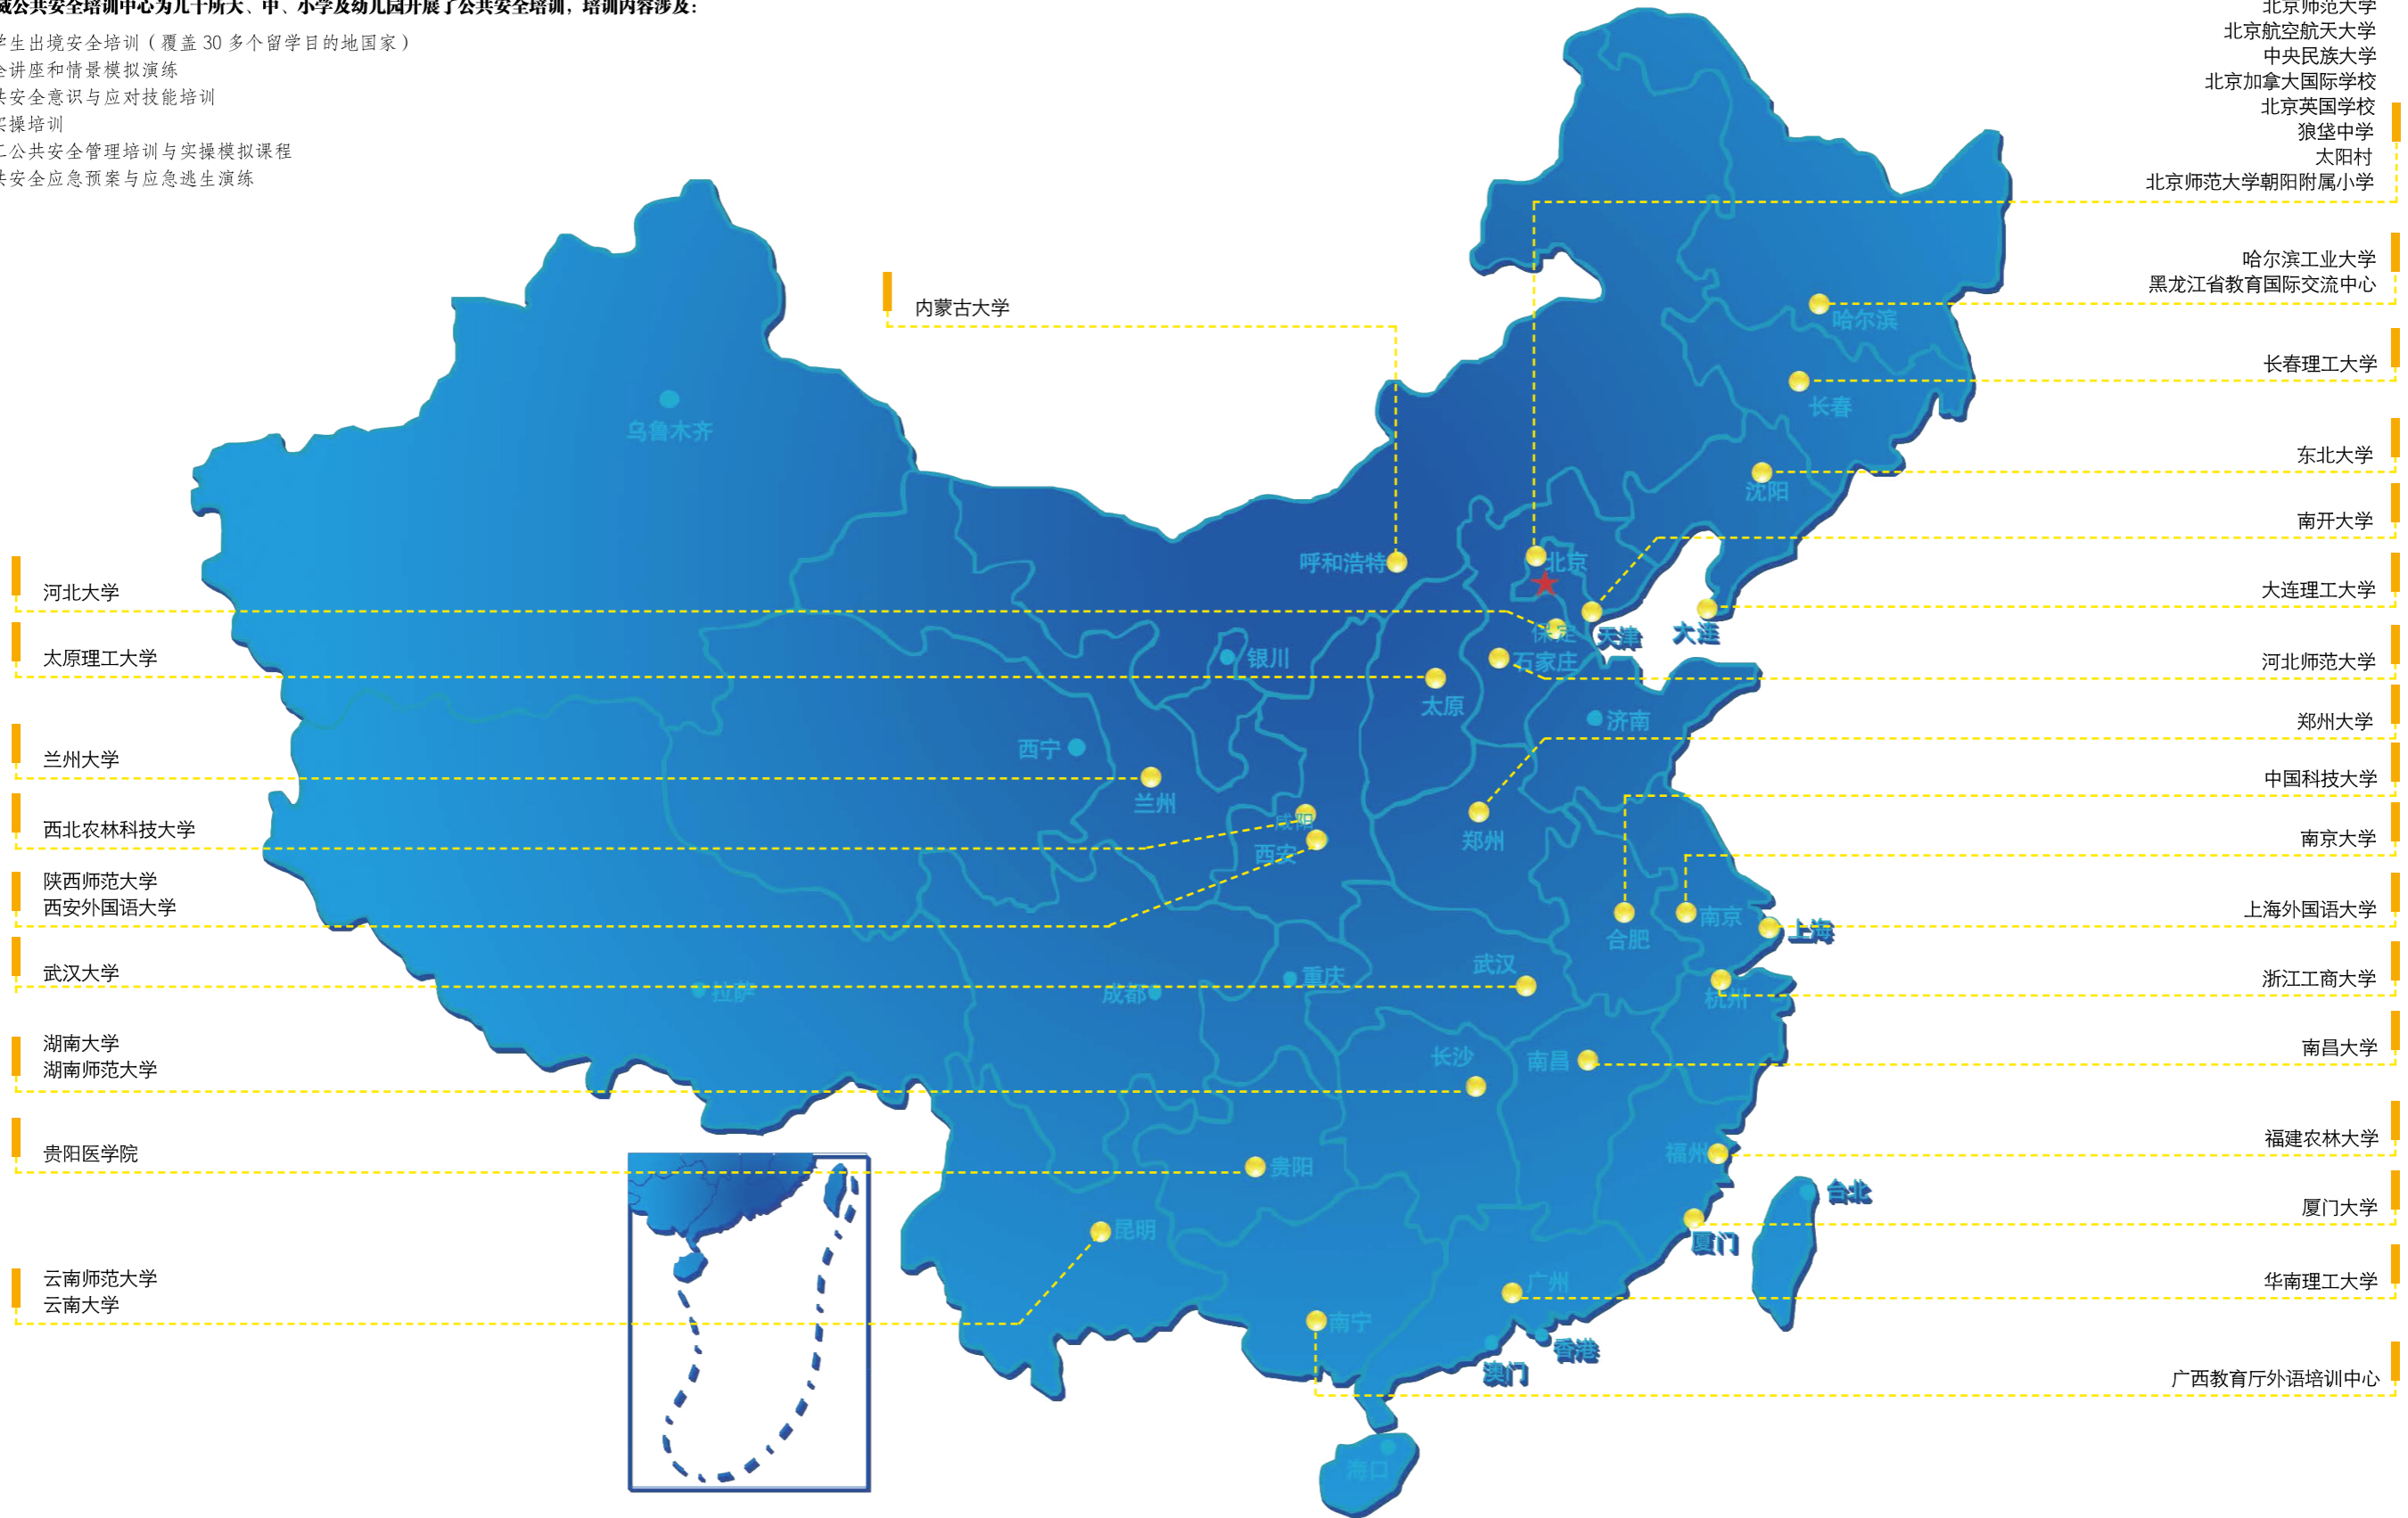 威公共安全培训中心为几十所大、中、小学及幼儿园开展了公共安全培训，培训内容涉及：
学生出境安全培训（覆盖 30 多个留学目的地国家）
全讲座和情景模拟演练
共安全意识与应对技能培训
实操培训
工公共安全管理培训与实操模拟课程
共安全应急预案与应急逃生演练
北京师范大学
北京航空航天大学
中央民族大学
北京加拿大国际学校
北京英国学校
狼垡中学
太阳村
北京师范大学朝阳附属小学
哈尔滨工业大学
黑龙江省教育国际交流中心
长春理工大学
东北大学
南开大学
大连理工大学
河北师范大学
郑州大学
中国科技大学
南京大学
上海外国语大学
浙江工商大学
南昌大学
福建农林大学
厦门大学
华南理工大学
广西教育厅外语培训中心
内蒙古大学
河北大学
太原理工大学
兰州大学
西北农林科技大学
陕西师范大学
西安外国语大学
武汉大学
湖南大学
湖南师范大学
贵阳医学院
云南师范大学
云南大学
哈尔滨
长春
沈阳
乌鲁木齐
呼和浩特
北京
保定
天津
大连
银川
石家庄
太原
济南
西宁
兰州
咸阳
西安
郑州
合肥
南京
上海
武汉
杭州
拉萨
成都
重庆
长沙
南昌
贵阳
福州
台北
昆明
厦门
广州
南宁
香港
澳门
海口